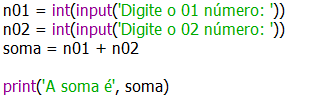 n01 = int(input('Digite o 01 número: '))
n02 = int(input('Digite o 02 número: '))
soma = n01 + n02
print('A soma é', soma)